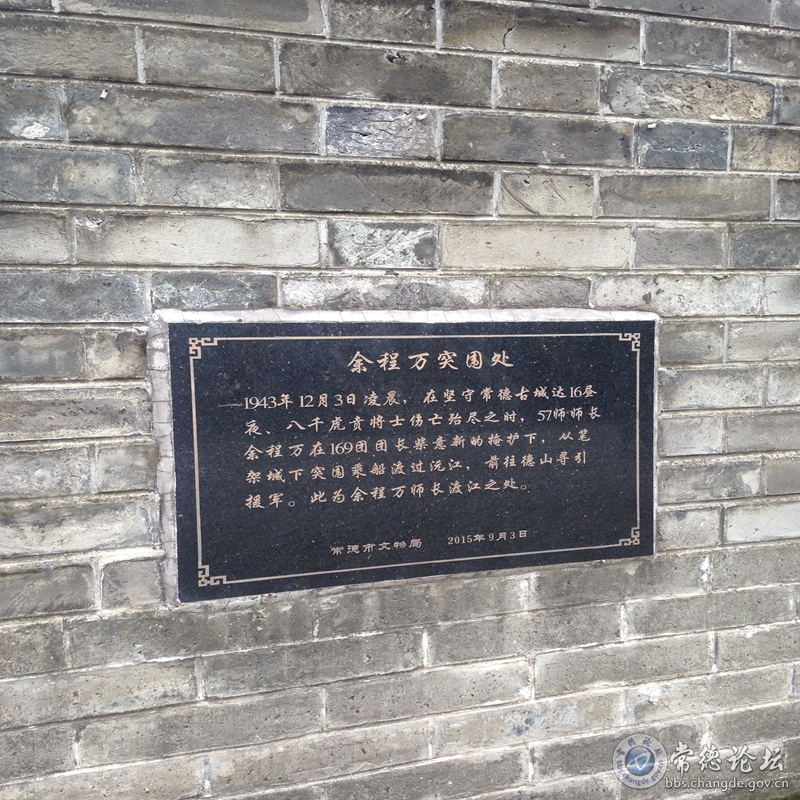 余程万突围处
1943年12月3日凌晨，在坚守常德古城达16昼
夜、八千虎贲将士伤亡殆尽之时，57师师长
余程万在169团团长柴意新的掩护下，从笔
架城下突围乘船渡过沅江，前往德山寻引
援军。此为余程万师长渡江之处。
常德市文物局 2015年9月3日
常德论坛
bbs.changde.gov.cn